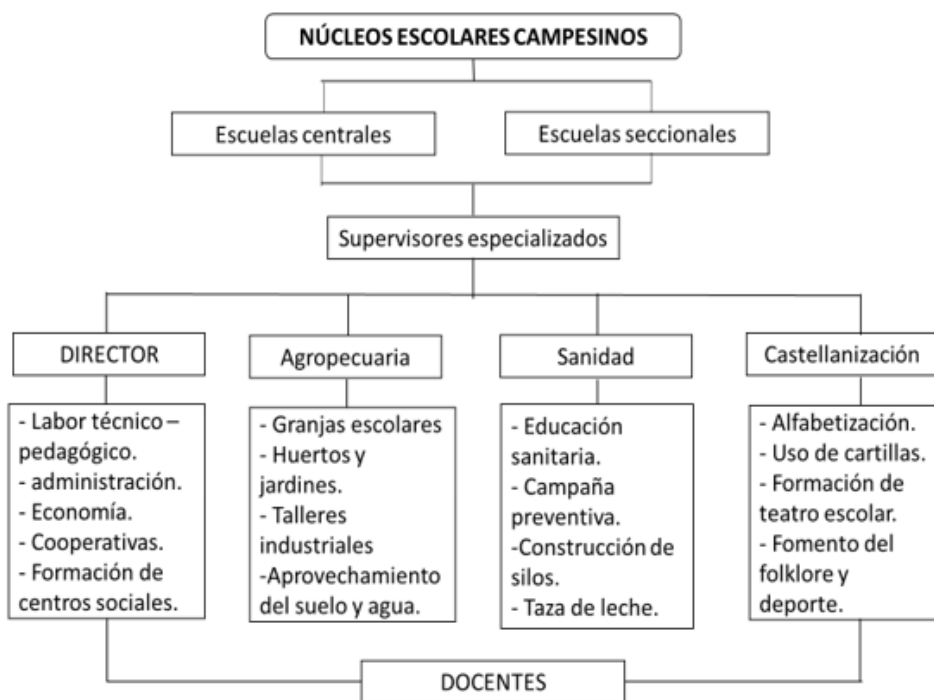 NÚCLEOS ESCOLARES CAMPESINOS
Escuelas centrales
Escuelas seccionales
Supervisores especializados
DIRECTOR
- Labor técnico –
pedagógico.
- administración.
- Economía.
- Cooperativas.
- Formación de
centros sociales.
Agropecuaria
- Granjas escolares
- Huertos y
jardines.
- Talleres
industriales
-Aprovechamiento
del suelo y agua.
Sanidad
- Educación
sanitaria.
- Campaña
preventiva.
-Construcción de
silos.
- Taza de leche.
Castellanización
- Alfabetización.
- Uso de cartillas.
- Formación de
teatro escolar.
- Fomento del
folklore y
deporte.
DOCENTES